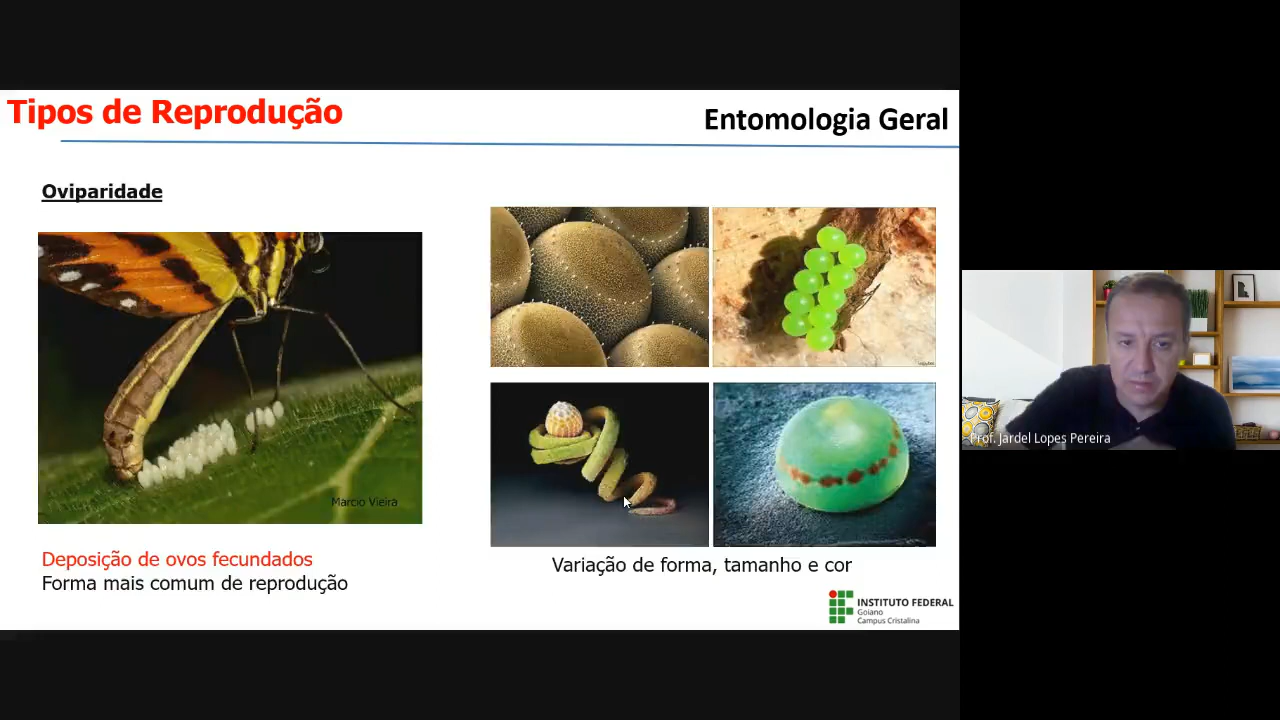 Tipos de Reprodução
Entomologia Geral
Oviparidade
Marcio Vieira
Deposição de ovos fecundados
Forma mais comum de reprodução
Variação de forma, tamanho e cor
INSTITUTO FEDERAL
Goiano
Campus Cristalina
Prof. Jardel Lopes Pereira